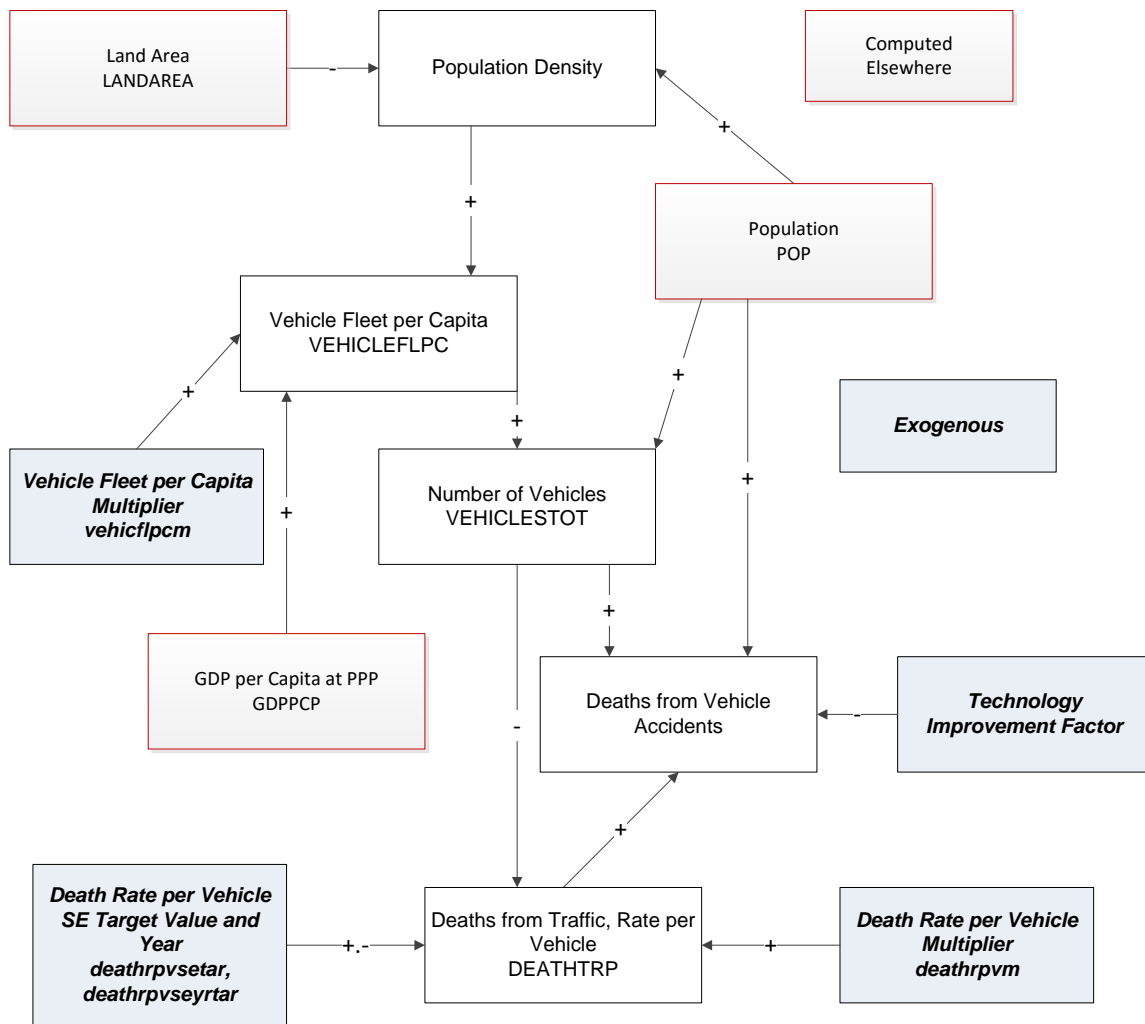 Land Area
LANDAREA
-
Population Density
Computed
Elsewhere
+
+
Population
POP
Vehicle Fleet per Capita
VEHICLEFLPC
+
+
+
Exogenous
Vehicle Fleet per Capita
Multiplier
vehicflpcm
+
Number of Vehicles
VEHICLESTOT
+
+
GDP per Capita at PPP
GDPPCP
-
Deaths from Vehicle
Accidents
-
Technology
Improvement Factor
+
Death Rate per Vehicle
SE Target Value and
Year
deathrpvsetar,
deathrpvseyrtar
+.-
Deaths from Traffic, Rate per
Vehicle
DEATHTRP
+
Death Rate per Vehicle
Multiplier
deathrpvm